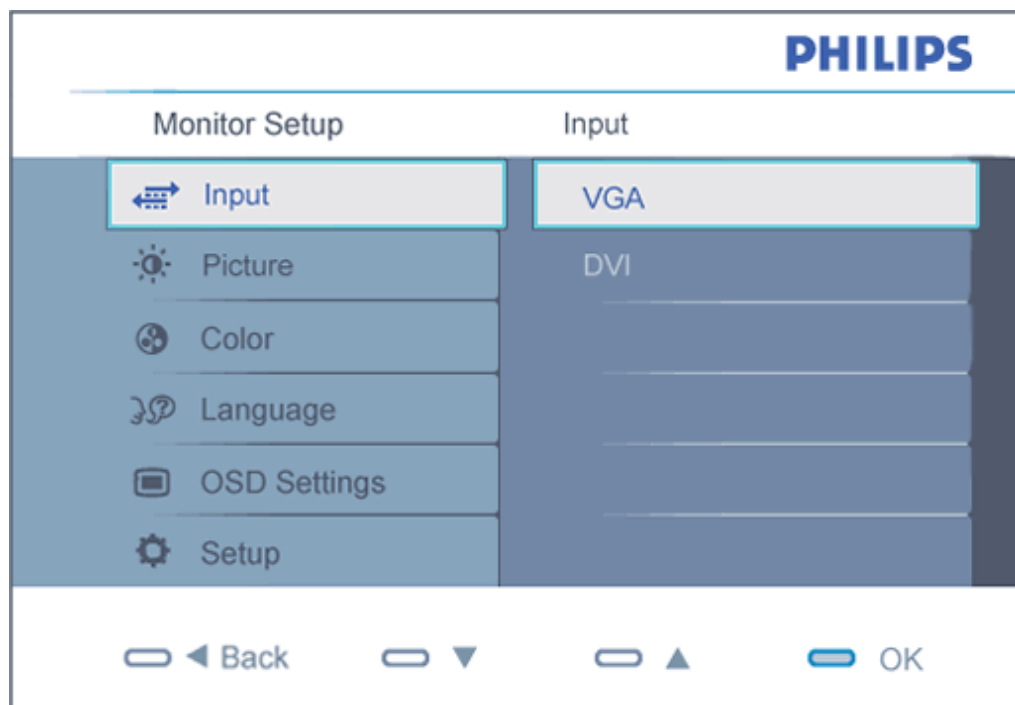 PHILIPS
Monitor Setup Input
Input VGA
Picture DVI
Color
Language
OSD Settings
Setup
Back OK